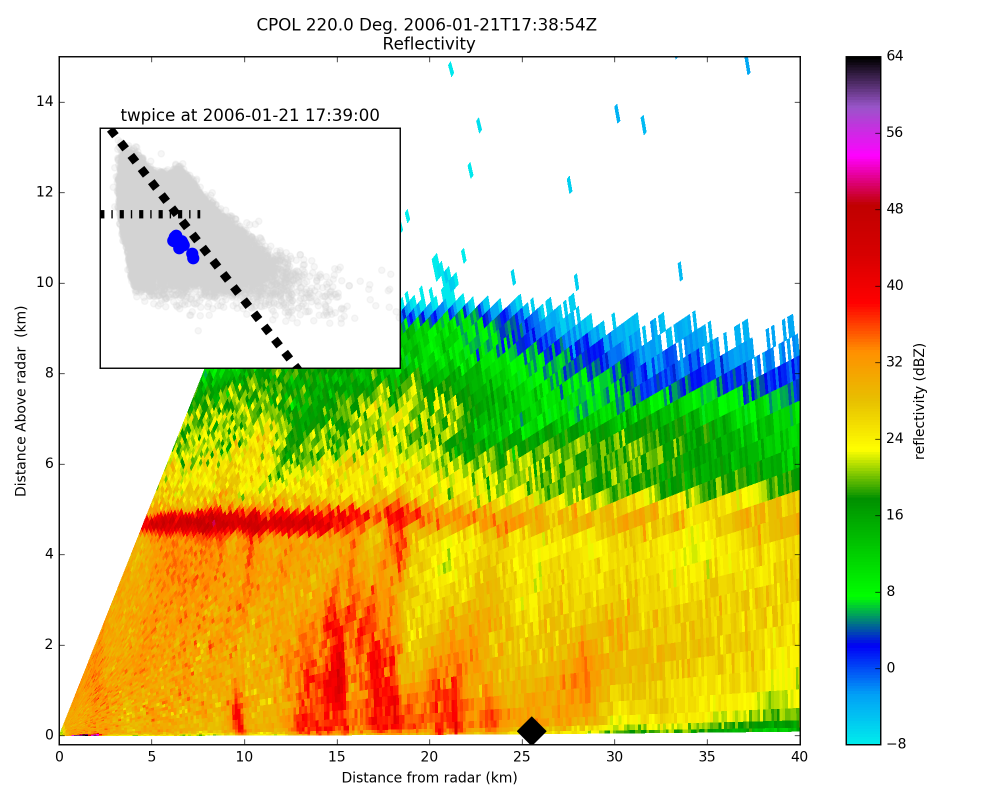 CPOL 220.0 Deg. 2006-01-21T17:38:54Z
Reflectivity
twpice at 2006-01-21 17:39:00
Distance Above radar (km)
14
12
10
8
6
4
2
0
0 5 10 15 20 25 30 35 40
Distance from radar (km)
64
56
48
40
32
24
16
8
0
−8
reflectivity (dBZ)